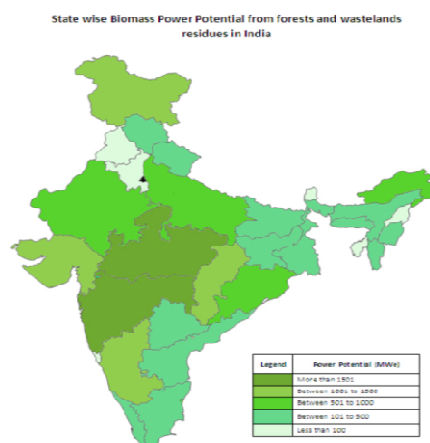 State wise Biomass Power Potential from forests and wastelands
residues in India
Legend Power Potential (MWe)
More than 1501
Between 1001 to 1500
Between 501 to 1000
Between 101 to 500
Less than 100